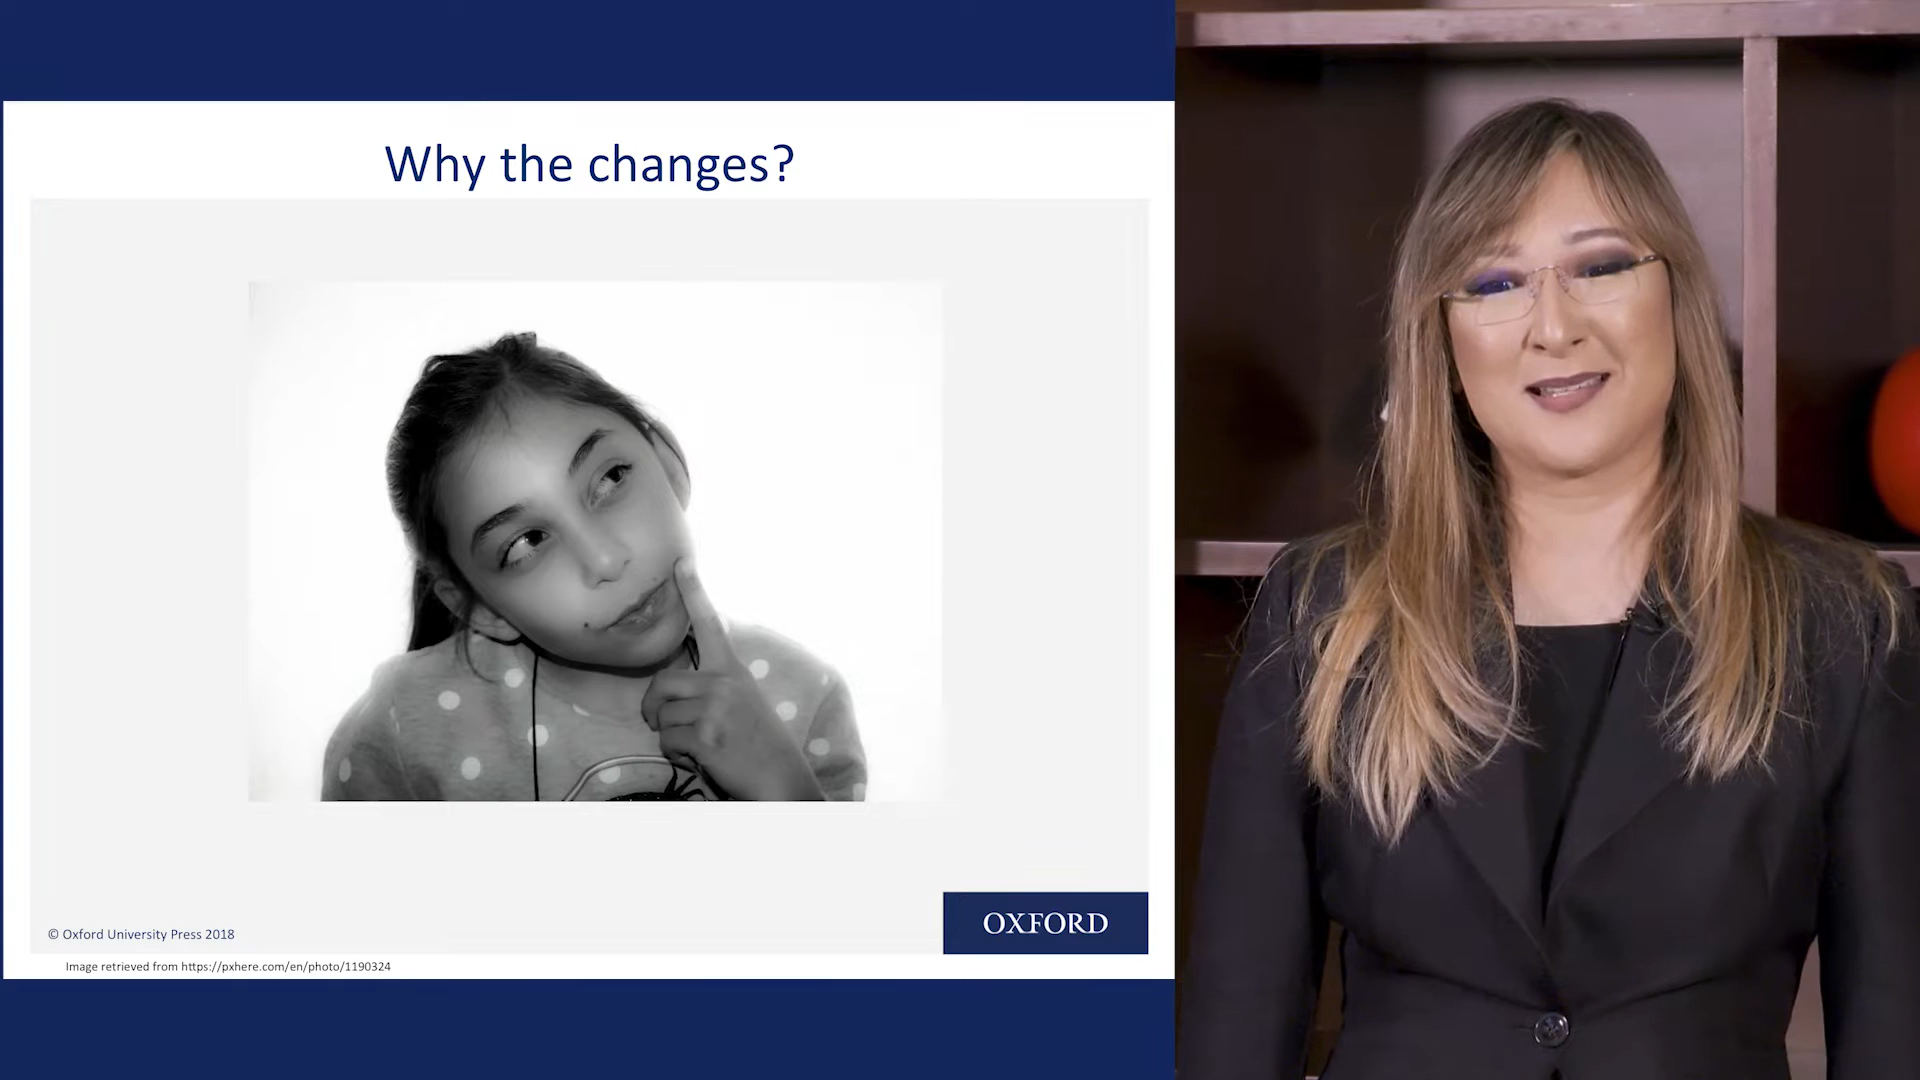 Why the changes?
© Oxford University Press 2018
OXFORD
Image retrieved from https://pxhere.com/en/photo/1190324